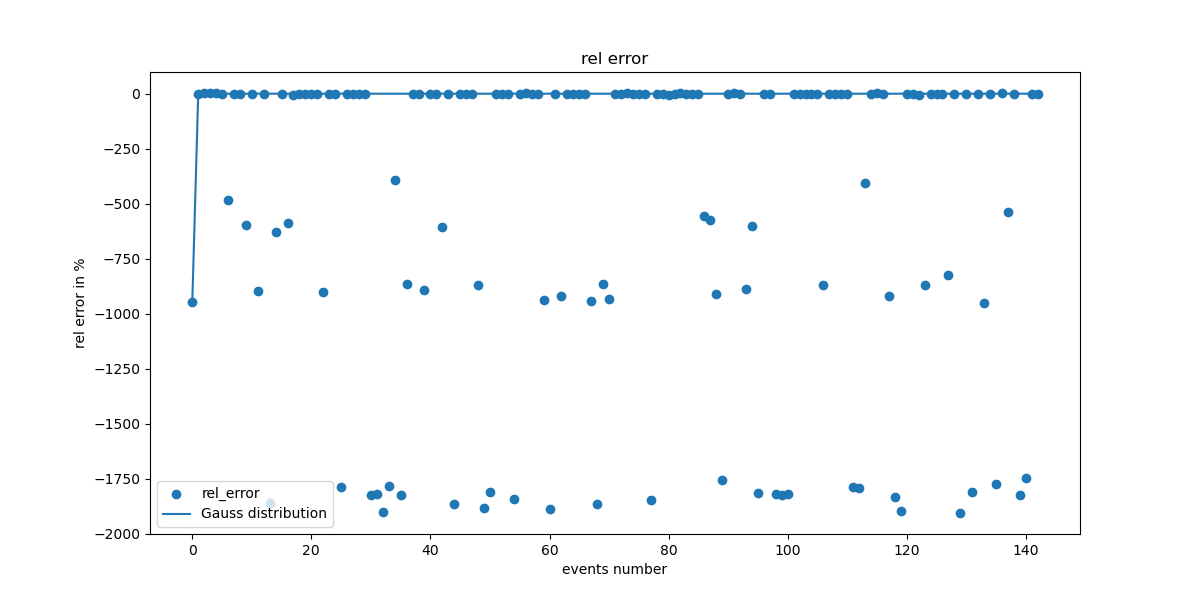 rel error
0
−250
−500
−750
−1000
−1250
−1500
−1750
−2000
rel error in %
rel_error
Gauss distribution
0 20 40 60 80 100 120 140
events number